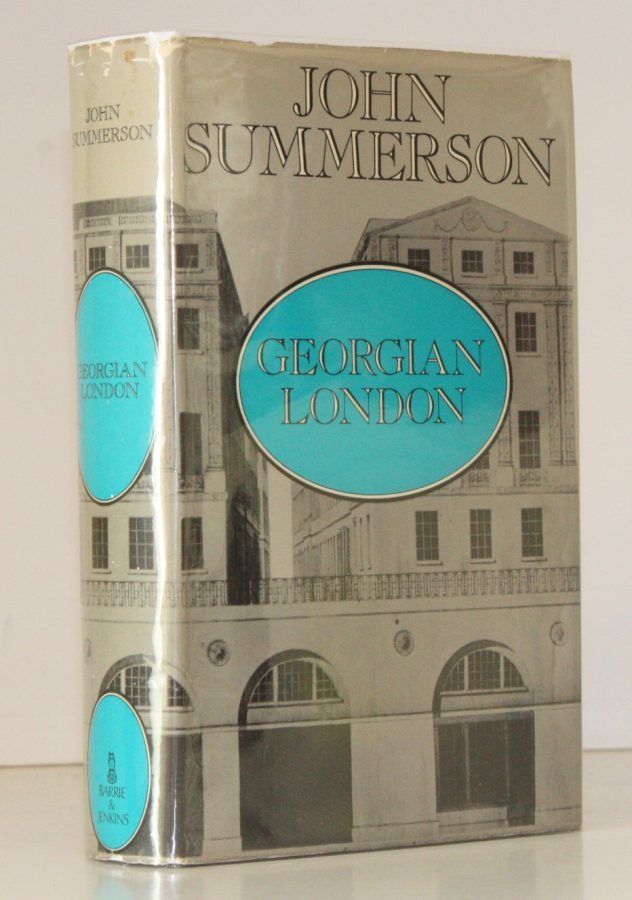 JOHN
SUMMERSON
GEORGIAN
LONDON
BARRIE
&
JENKINS
JOHN
SUMMERSON
GEORGIAN
LONDON